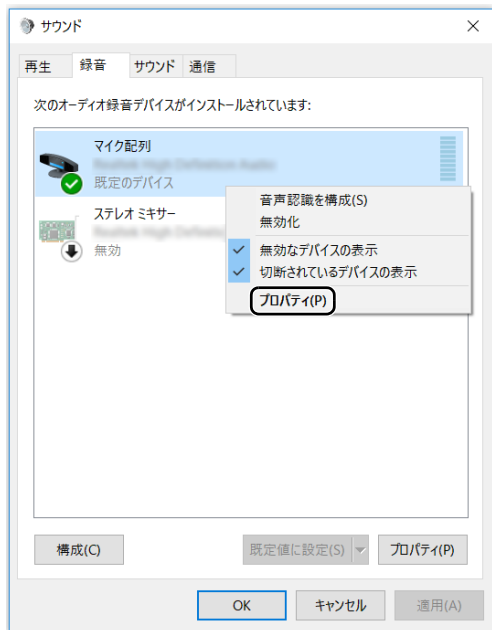 サウンド
再生 録音 サウンド 通信
次のオーディオ録音デバイスがインストールされています:
マイク配列
Realtek High Definition Audio
既定のデバイス
ステレオ ミキサー
無効
音声認識を構成(S)
無効化
無効なデバイスの表示
切断されているデバイスの表示
プロパティ(P)
構成(C) 既定値に設定(S) プロパティ(P)
OK キャンセル 適用(A)